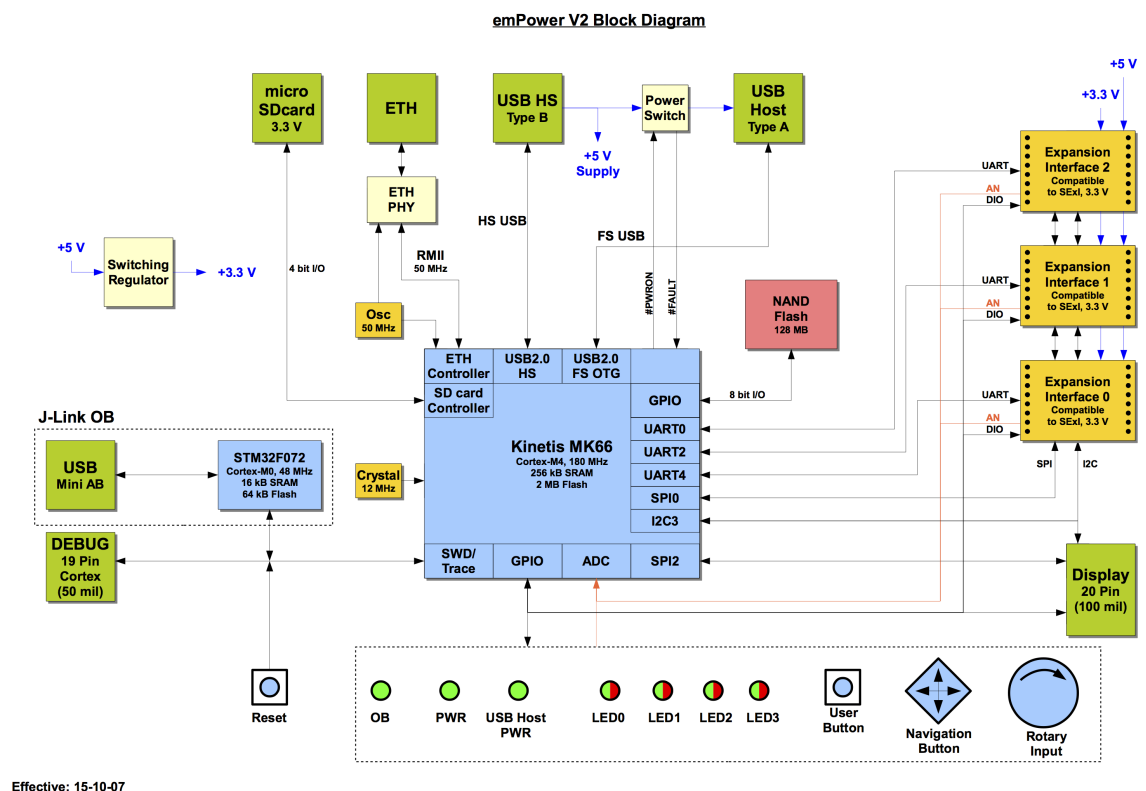 emPower V2 Block Diagram
micro
SDcard
3.3 V
ETH
USB HS
Type B
Power
Switch
USB
Host
Type A
+5 V
+3.3 V
+5 V
Supply
ETH
PHY
Expansion
Interface 2
Compatible
to SExI, 3.3 V
UART
AN
DIO
HS USB
FS USB
RMII
50 MHz
4 bit I/O
+5 V
Switching
Regulator
+3.3 V
#PWRON
#FAULT
Osc
50 MHz
NAND
Flash
128 MB
Expansion
Interface 1
Compatible
to SExI, 3.3 V
UART
AN
DIO
ETH
Controller
USB2.0
HS
USB2.0
FS OTG
SD card
Controller
GPIO
8 bit I/O
UART0
UART2
UART4
SPI0
I2C3
Kinetis MK66
Cortex-M4, 180 MHz
256 kB SRAM
2 MB Flash
Expansion
Interface 0
Compatible
to SExI, 3.3 V
UART
AN
DIO
SPI
I2C
J-Link OB
USB
Mini AB
STM32F072
Cortex-M0, 48 MHz
16 kB SRAM
64 kB Flash
Crystal
12 MHz
DEBUG
19 Pin
Cortex
(50 mil)
SWD/
Trace
GPIO
ADC
SPI2
Display
20 Pin
(100 mil)
Reset
OB
PWR
USB Host
PWR
LED0
LED1
LED2
LED3
User
Button
Navigation
Button
Rotary
Input
Effective: 15-10-07